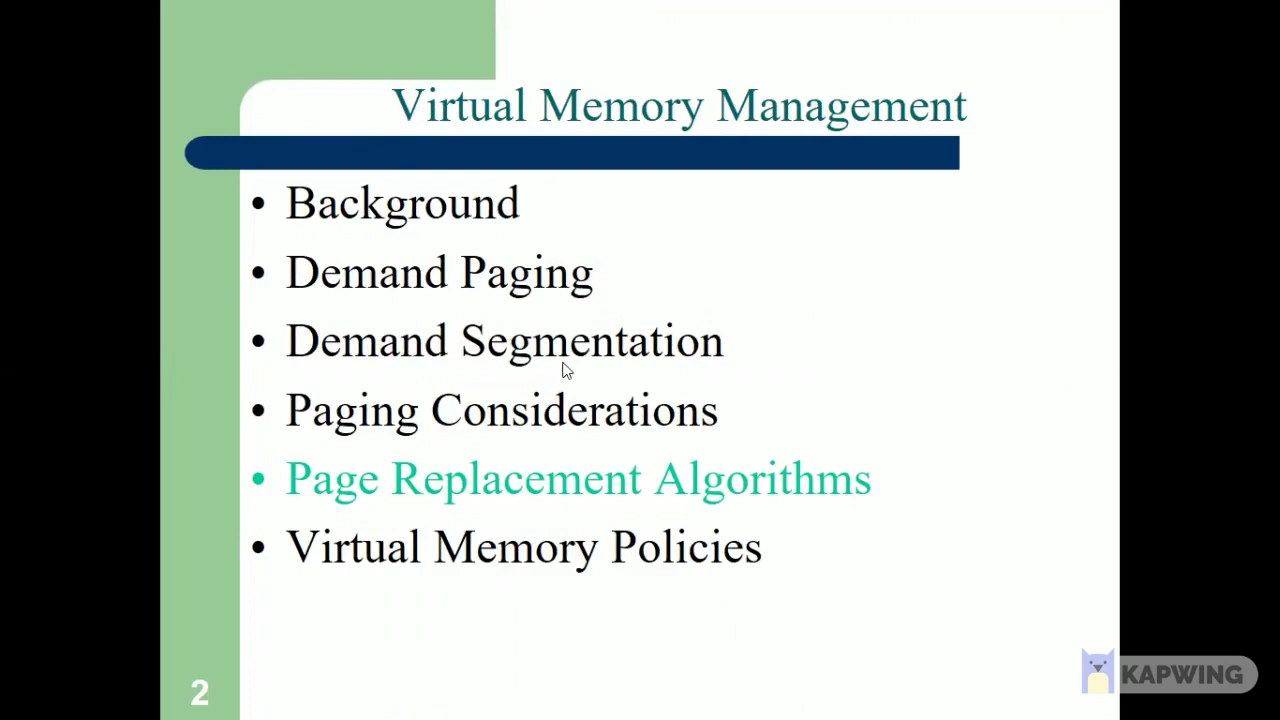 Virtual Memory Management
• Background
• Demand Paging
• Demand Segmentation
• Paging Considerations
• Page Replacement Algorithms
• Virtual Memory Policies
2
KAPWING